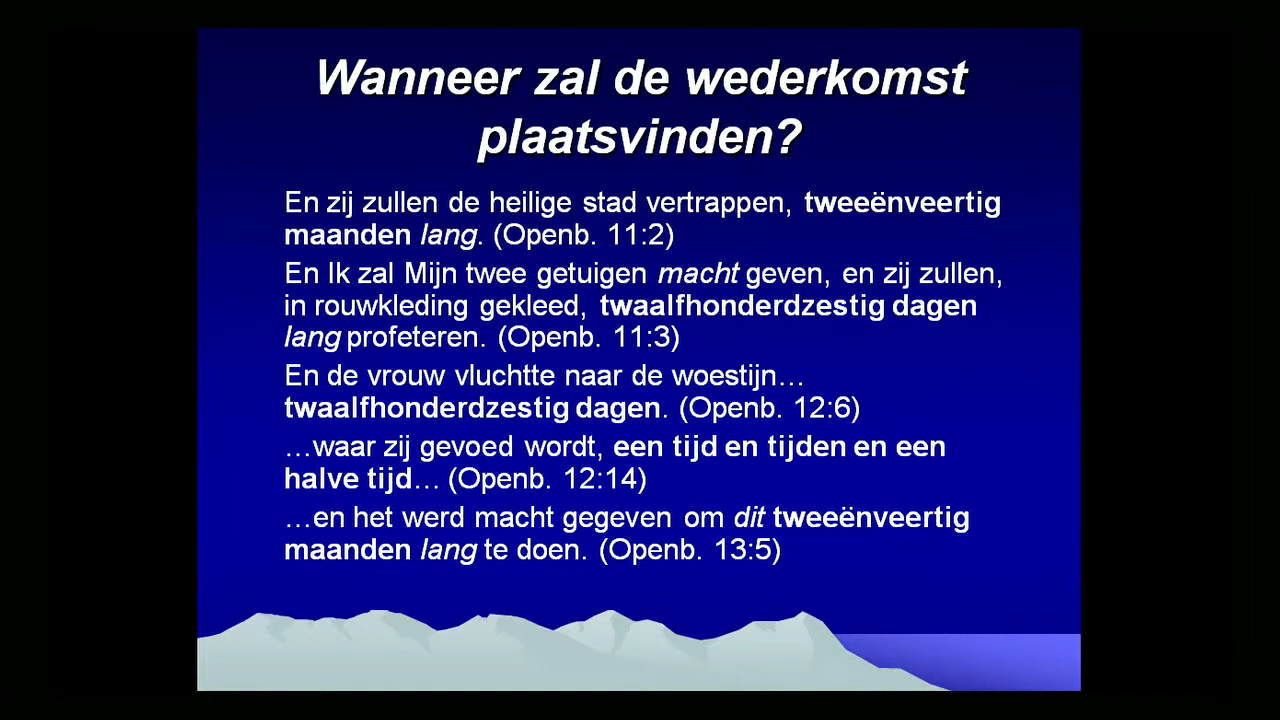 Wanneer zal de wederkomst
plaatsvinden?
En zij zullen de heilige stad vertrappen, tweeënveertig
maanden lang. (Openb. 11:2)
En Ik zal Mijn twee getuigen macht geven, en zij zullen,
in rouwkleding gekleed, twaalfhonderdzestig dagen
lang profeteren. (Openb. 11:3)
En de vrouw vluchtte naar de woestijn…
twaalfhonderdzestig dagen. (Openb. 12:6)
…waar zij gevoed wordt, een tijd en tijden en een
halve tijd… (Openb. 12:14)
…en het werd macht gegeven om dit tweeënveertig
maanden lang te doen. (Openb. 13:5)